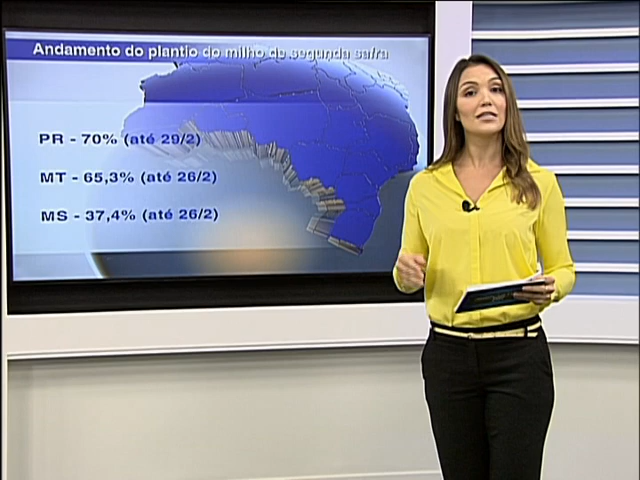 Andamento do plantio do milho de segunda safra
PR - 70% (até 29/2)
MT - 65,3% (até 26/2)
MS - 37,4% (até 26/2)